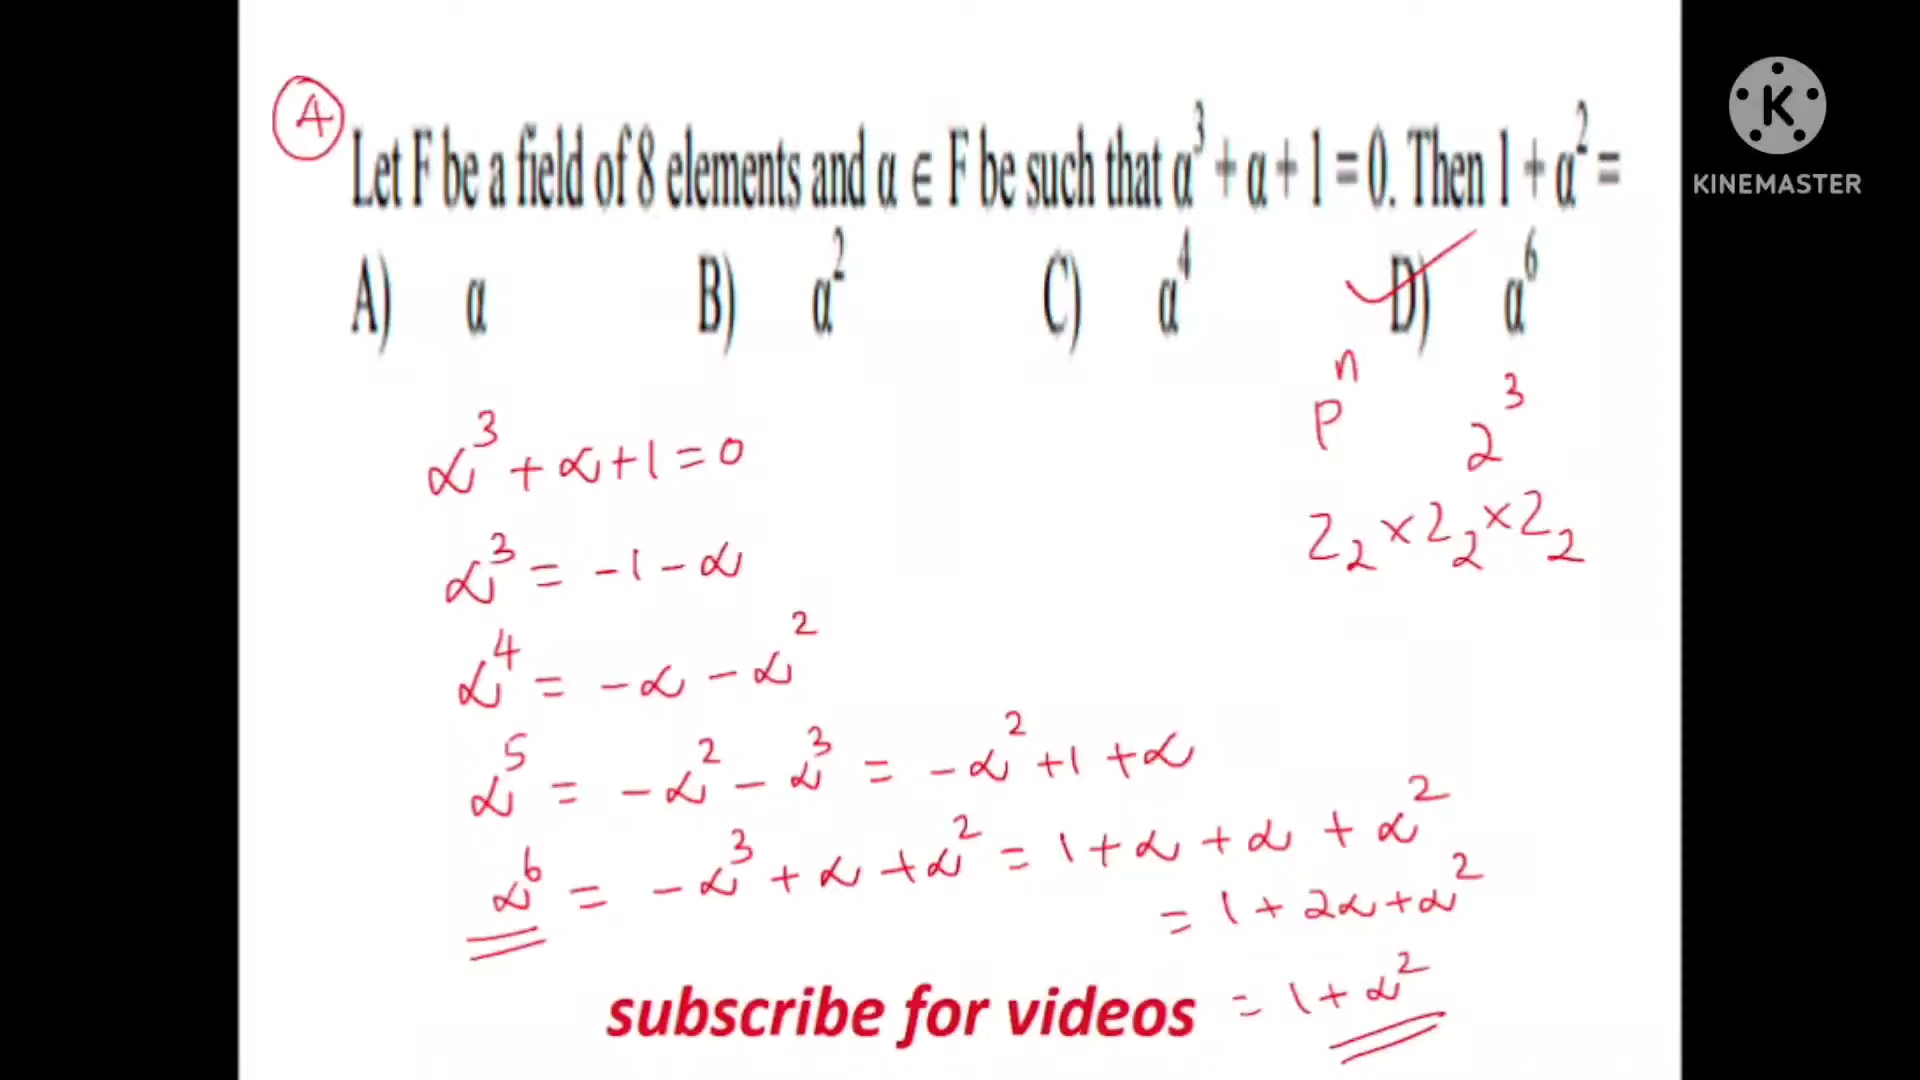 4
Let F be a field of 8 elements and α ∈ F be such that α³ + α + 1 = 0. Then 1 + α² =
A) α B) α² C) α⁴ D) α⁶
KINEMASTER
pⁿ 2³
Z₂ × Z₂ × Z₂
α³ + α + 1 = 0
α³ = -1 - α
α⁴ = -α - α²
α⁵ = -α² - α³ = -α² + 1 + α
α⁶ = -α³ + α + α² = 1 + α + α + α²
= 1 + 2α + α²
= 1 + α²
subscribe for videos